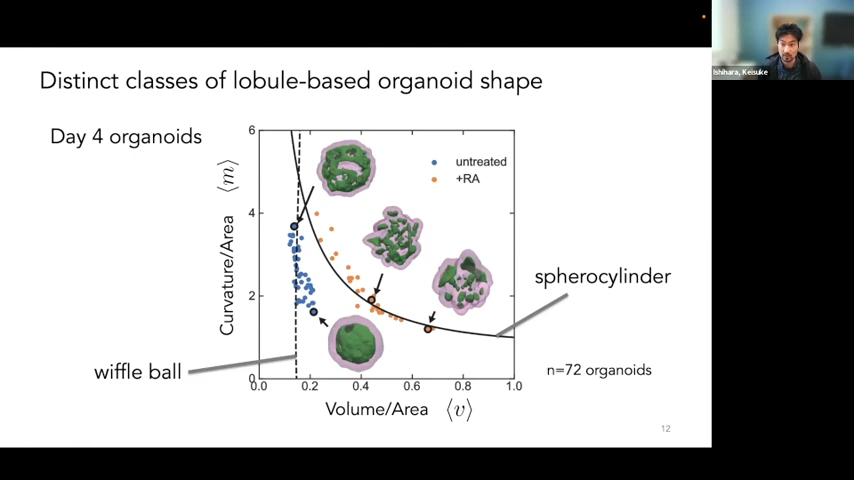 Distinct classes of lobule-based organoid shape
Ishihara, Keisuke
Day 4 organoids
Curvature/Area ⟨m⟩
6
4
2
0
untreated
+RA
spherocylinder
wiffle ball
n=72 organoids
0.0 0.2 0.4 0.6 0.8 1.0
Volume/Area ⟨v⟩
12